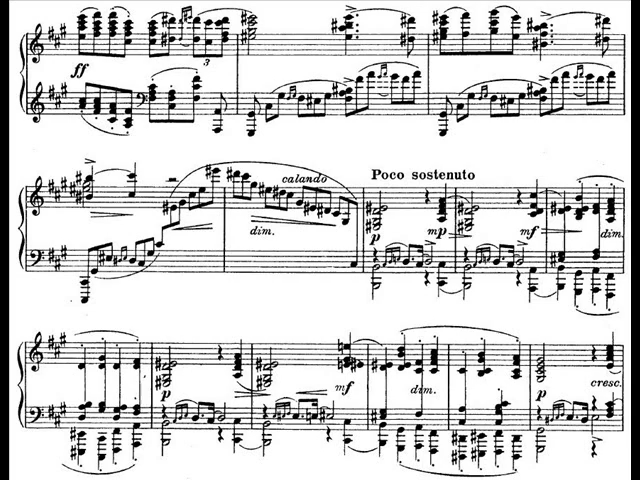 ff
3
calando
dim.
Poco sostenuto
p mp mf dim.
p mf dim. p cresc.